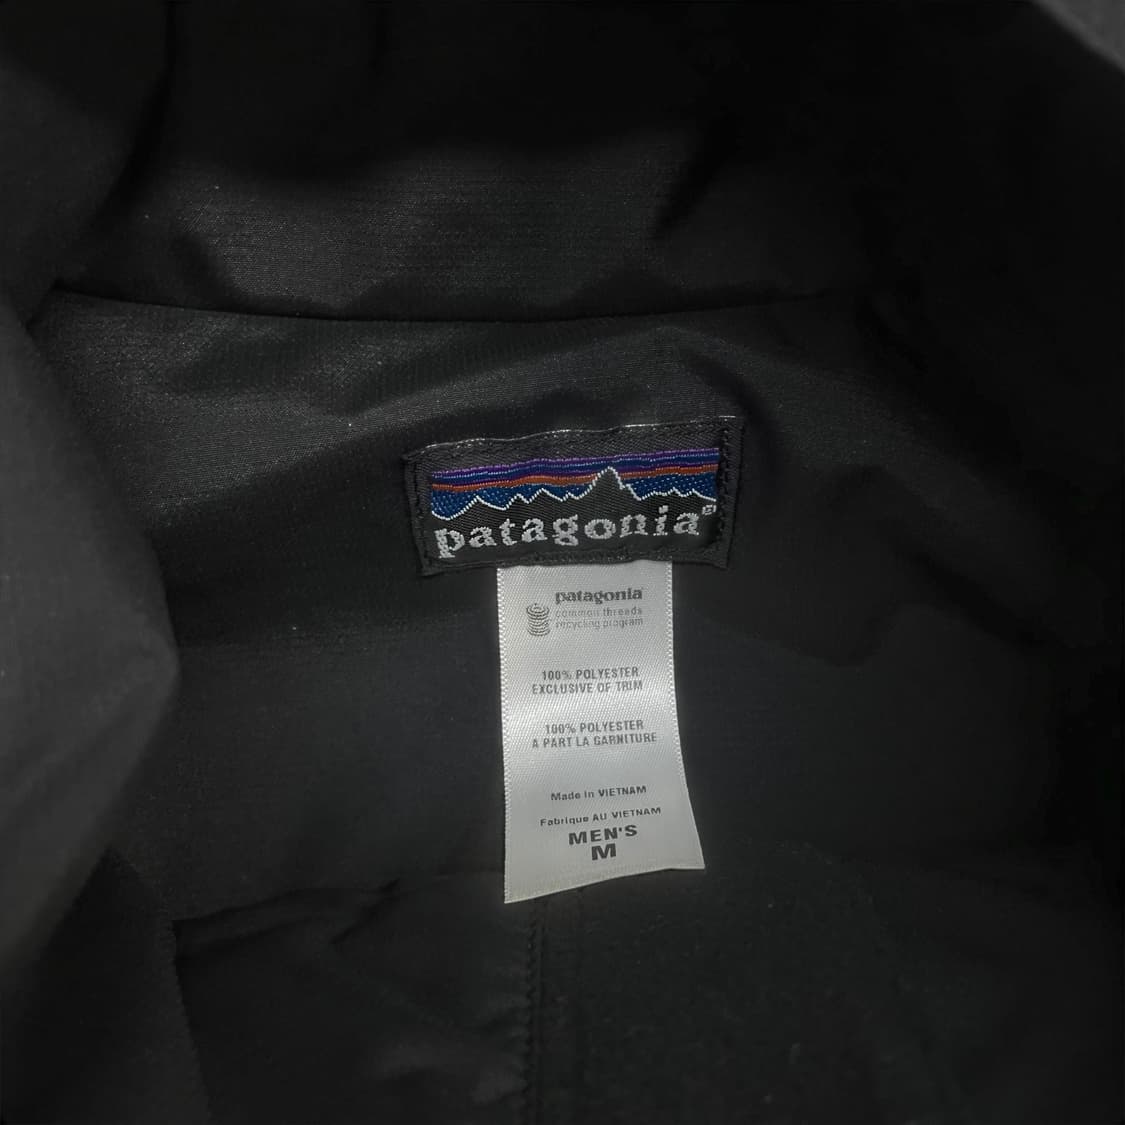 patagonia®
patagonia
common threads
recycling program
100% POLYESTER
EXCLUSIVE OF TRIM
100% POLYESTER
A PART LA GARNITURE
Made in VIETNAM
Fabrique AU VIETNAM
MEN'S
M